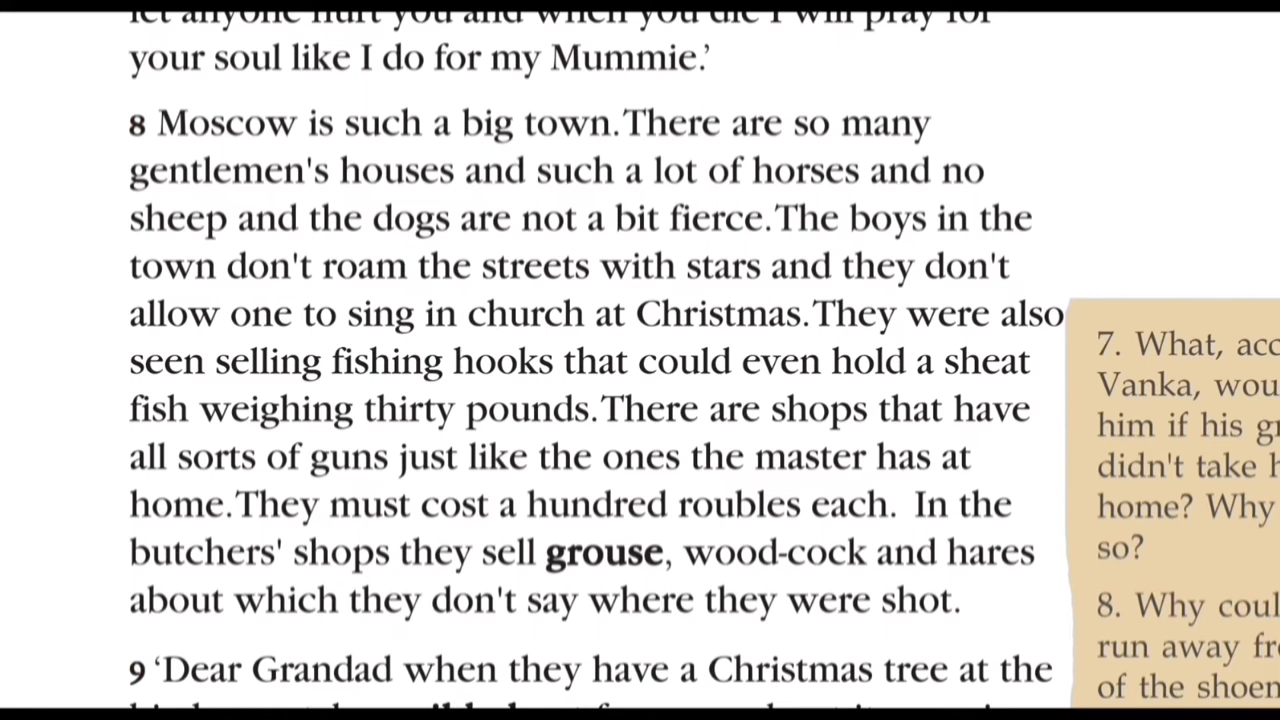 let anyone hurt you and when you die I will pray for
your soul like I do for my Mummie.’
8 Moscow is such a big town.There are so many
gentlemen's houses and such a lot of horses and no
sheep and the dogs are not a bit fierce.The boys in the
town don't roam the streets with stars and they don't
allow one to sing in church at Christmas.They were also
seen selling fishing hooks that could even hold a sheat
fish weighing thirty pounds.There are shops that have
all sorts of guns just like the ones the master has at
home.They must cost a hundred roubles each. In the
butchers' shops they sell grouse, wood-cock and hares
about which they don't say where they were shot.
9 ‘Dear Grandad when they have a Christmas tree at the
7. What, acc
Vanka, wou
him if his gr
didn't take h
home? Why
so?
8. Why coul
run away fro
of the shoen